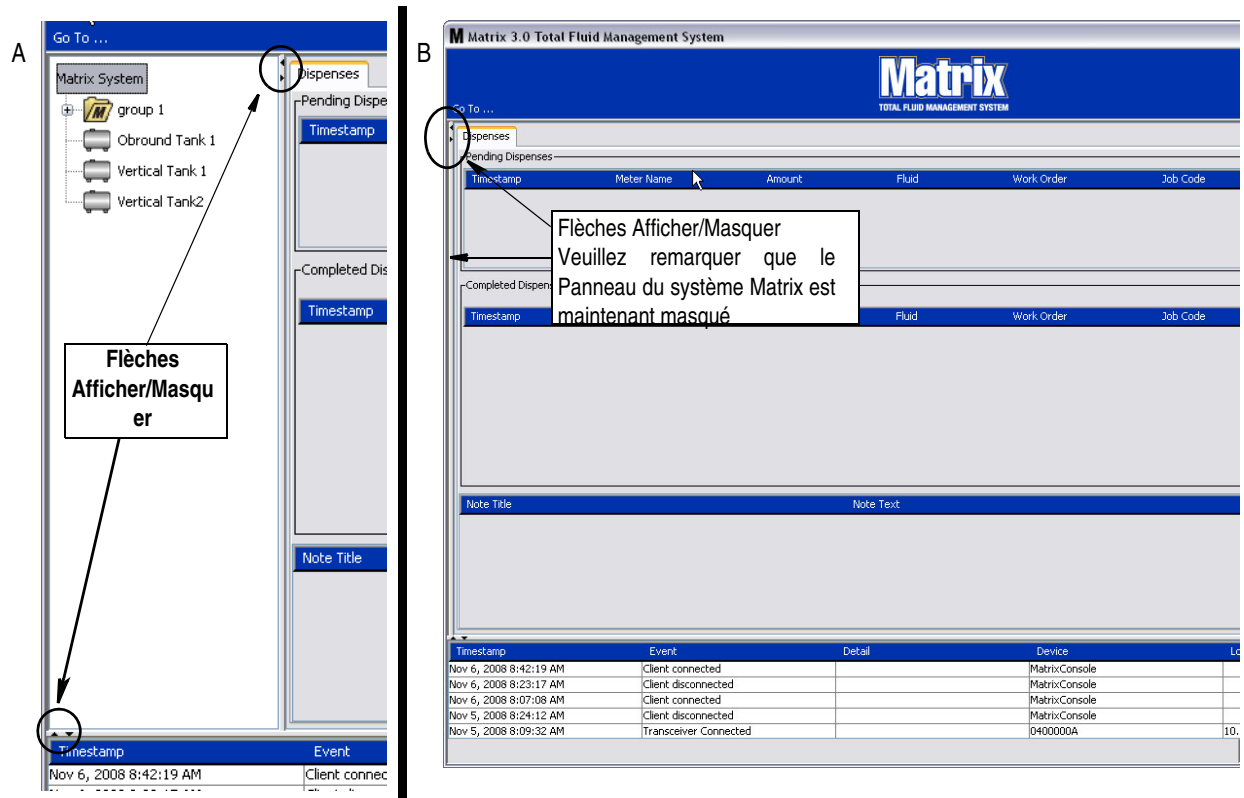 A
Go To ...
Matrix System
group 1
Obround Tank 1
Vertical Tank 1
Vertical Tank2
Dispenses
Pending Dispe
Timestamp
Completed Dis
Timestamp
Flèches
Afficher/Masqu
er
Note Title
Timestamp Event
Nov 6, 2008 8:42:19 AM Client connec
B
M Matrix 3.0 Total Fluid Management System
Matrix
TOTAL FLUID MANAGEMENT SYSTEM
Go To ...
Dispenses
Pending Dispenses
Timestamp Meter Name Amount Fluid Work Order Job Code
Flèches Afficher/Masquer
Veuillez remarquer que le
Panneau du système Matrix est
maintenant masqué
Completed Dispens
Timestamp Fluid Work Order Job Code
Note Title Note Text
Timestamp Event Detail Device Lo
Nov 6, 2008 8:42:19 AM Client connected MatrixConsole
Nov 6, 2008 8:23:17 AM Client disconnected MatrixConsole
Nov 6, 2008 8:07:08 AM Client connected MatrixConsole
Nov 5, 2008 8:24:12 AM Client disconnected MatrixConsole
Nov 5, 2008 8:09:32 AM Transceiver Connected 0400000A 10.